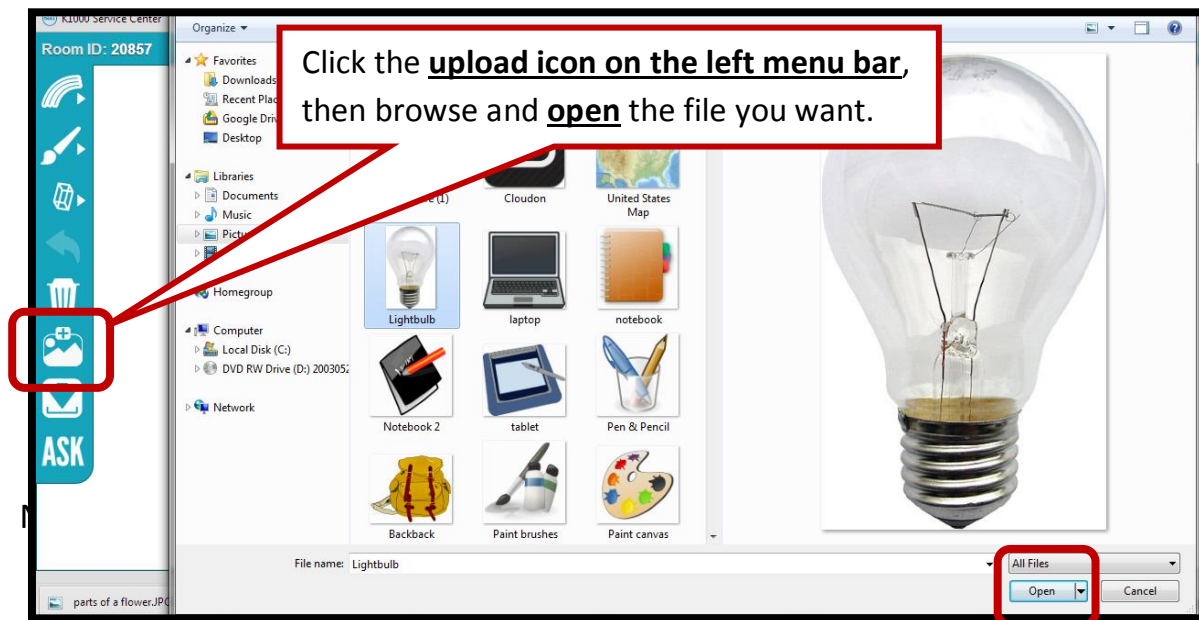 K1000 Service Center
Organize
Room ID: 20857
Click the upload icon on the left menu bar,
then browse and open the file you want.
Favorites
Downloads
Recent
Google
Desktop
Libraries
Documents
Music
Homegroup
Computer
Local Disk (C:)
DVD RW Drive (D:) 2003052
Network
(1)
Cloudon
United States
Map
Lightbulb
laptop
notebook
Notebook 2
tablet
Pen & Pencil
Backback
Paint brushes
Paint canvas
ASK
File name: Lightbulb
All Files
Open
Cancel
parts of a flower.JPG